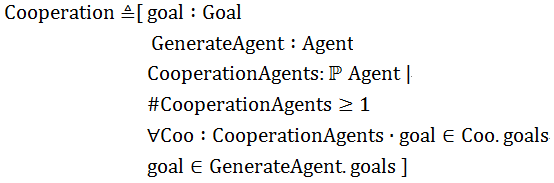 Cooperation ≜[ goal : Goal
GenerateAgent : Agent
CooperationAgents: ℙ Agent |
#CooperationAgents ≥ 1
∀Coo : CooperationAgents · goal ∈ Coo. goals
goal ∈ GenerateAgent. goals ]